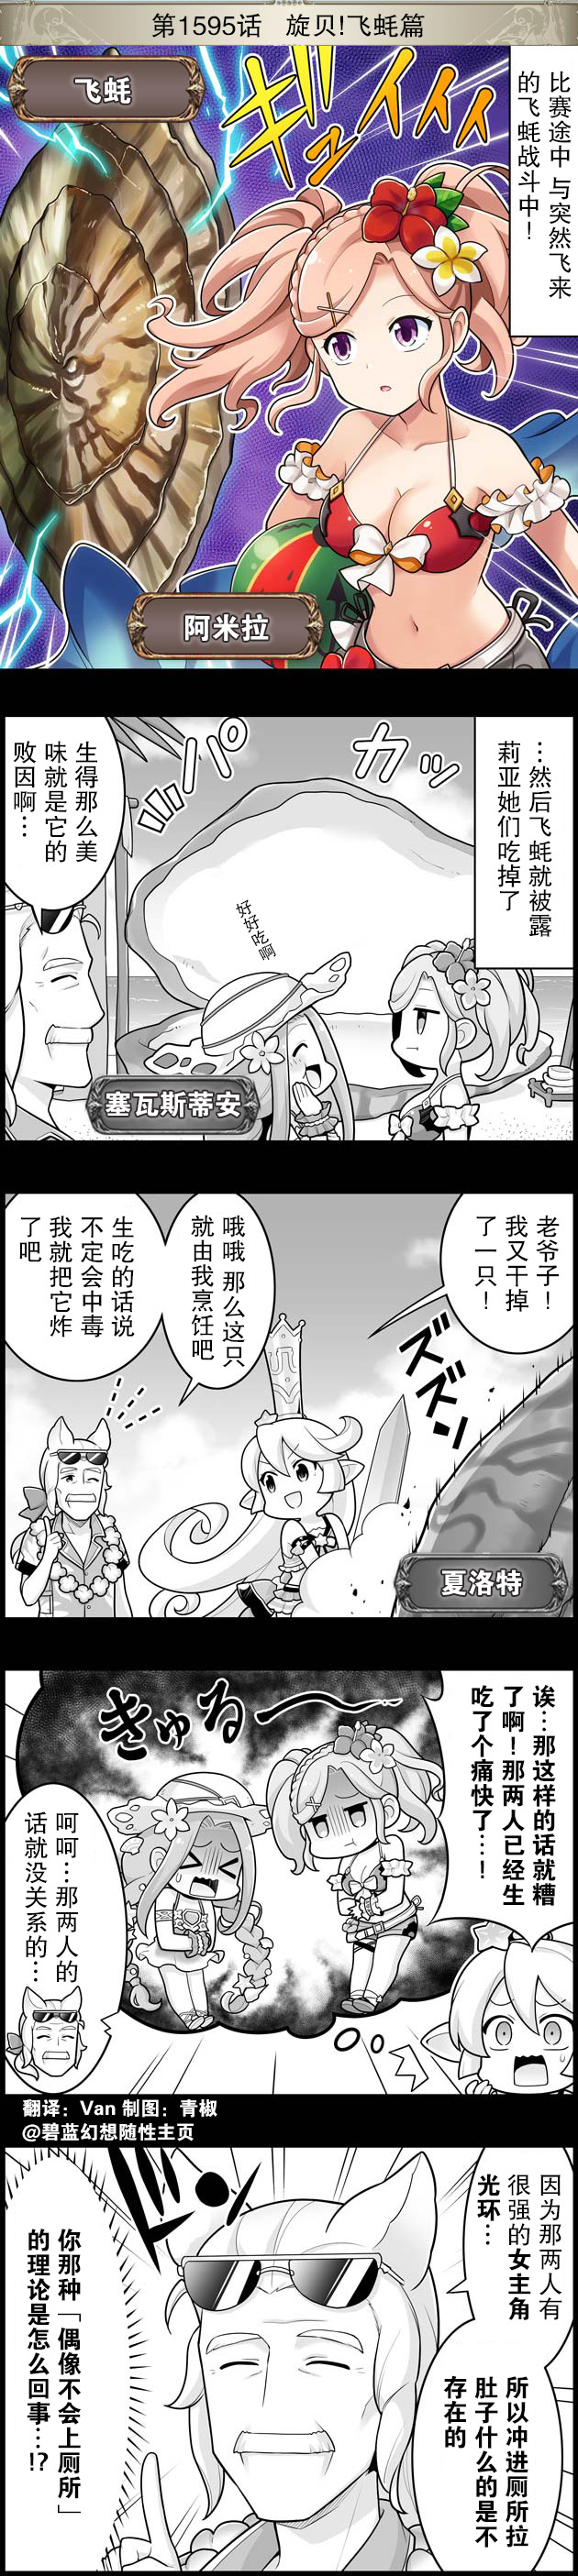 第1595话 旋贝!飞蚝篇
飞蚝
ギュイイイ
比赛途中 与突然飞来
的飞蚝战斗中!
阿米拉
…然后飞蚝就被露
莉亚她们吃掉了
カッ
パ
生得那么美
味就是它的
败因啊…
好好吃啊
塞瓦斯蒂安
老爷子!
我又干掉
了一只!
ズズン
哦哦 那么这只
就由我烹饪吧
生吃的话说
不定会中毒
我就把它炸
了吧
夏洛特
诶…那这样的话就糟
了啊!那两人已经生
吃了个痛快了…!
きゅる〜
呵呵…那两人的
话就没关系的…
翻译：Van 制图：青椒
@碧蓝幻想随性主页
因为那两人有
很强的女主角
光环…
所以冲进厕所拉
肚子什么的是不
存在的
ドン
你那种「偶像不会上厕所」
的理论是怎么回事…!?